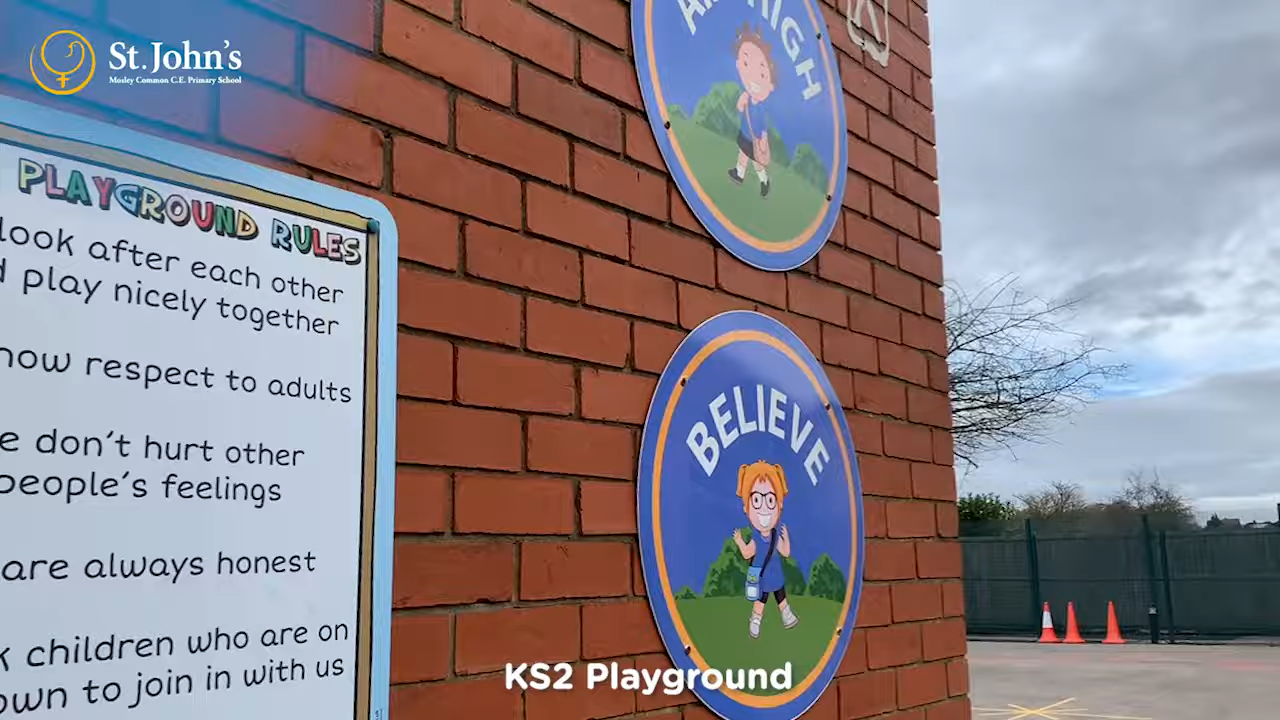 St. John's
Mosley Common C.E. Primary School
PLAYGROUND RULES
look after each other
play nicely together
respect to adults
don't hurt other
people's feelings
are always honest
children who are on
to join in with us
HIGH
BELIEVE
KS2 Playground